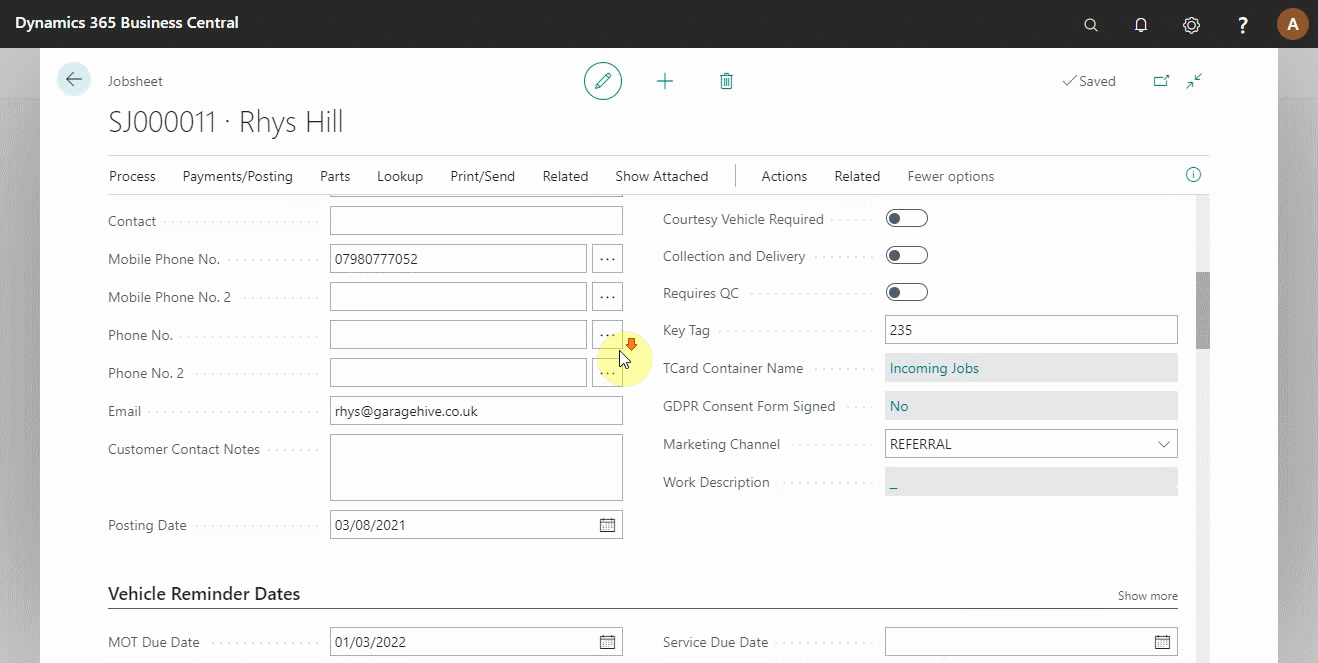 Dynamics 365 Business Central
?
A
Jobsheet
Saved
SJ000011 · Rhys Hill
Process Payments/Posting Parts Lookup Print/Send Related Show Attached Actions Related Fewer options
Contact
Mobile Phone No. 07980777052 ...
Mobile Phone No. 2 ...
Phone No. ...
Phone No. 2 ...
Email rhys@garagehive.co.uk
Customer Contact Notes
Posting Date 03/08/2021
Courtesy Vehicle Required
Collection and Delivery
Requires QC
Key Tag 235
TCard Container Name Incoming Jobs
GDPR Consent Form Signed No
Marketing Channel REFERRAL
Work Description _
Vehicle Reminder Dates Show more
MOT Due Date 01/03/2022
Service Due Date